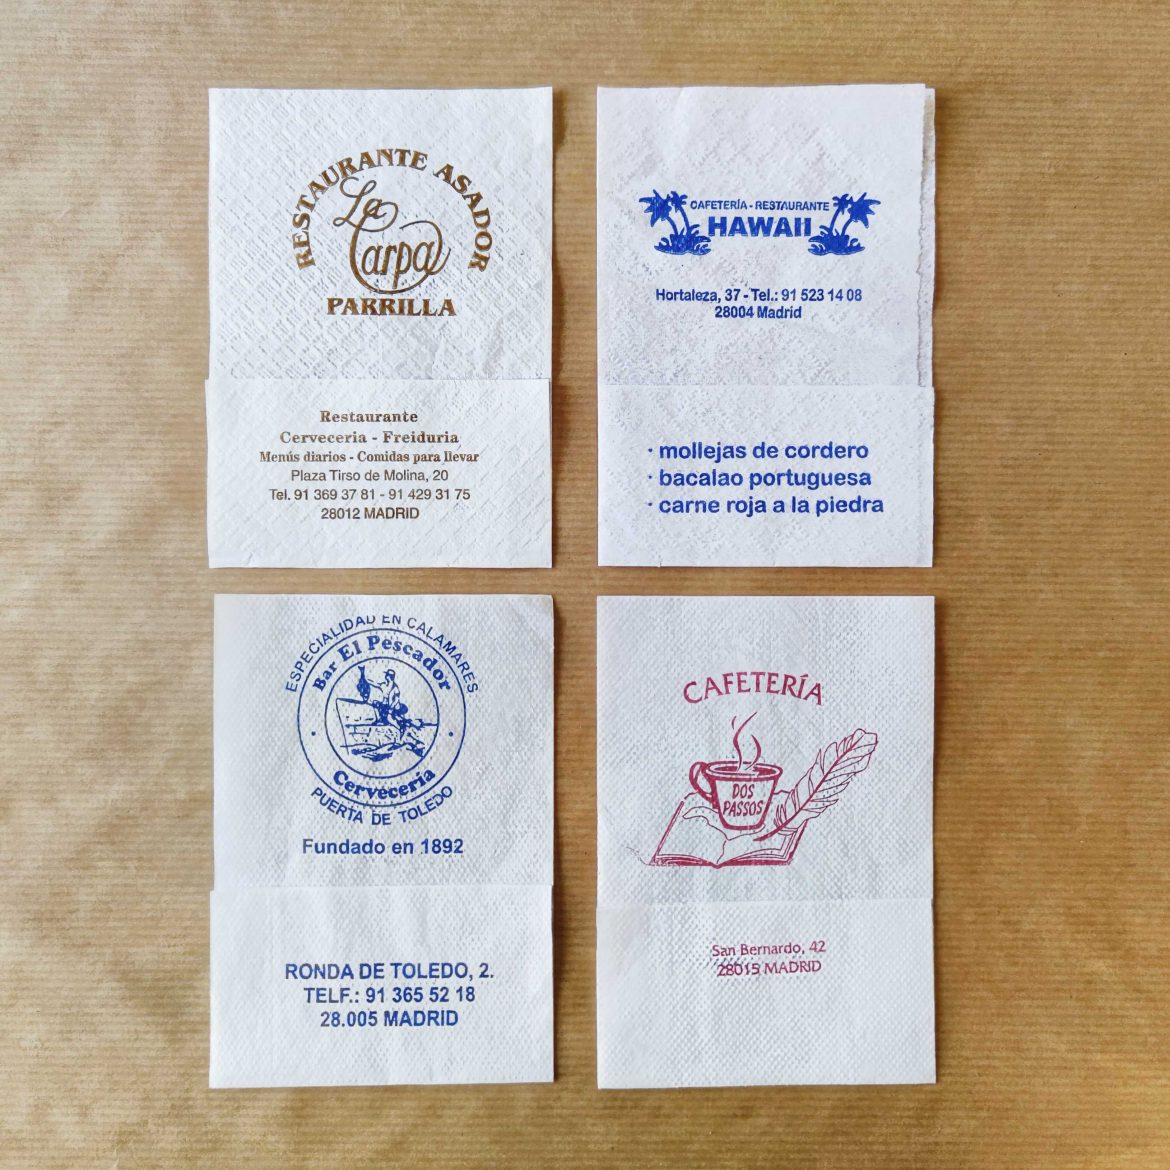 RESTAURANTE ASADOR
La
Carpa
PARRILLA
Restaurante
Cerveceria - Freiduria
Menús diarios - Comidas para llevar
Plaza Tirso de Molina, 20
Tel. 91 369 37 81 - 91 429 31 75
28012 MADRID
CAFETERÍA - RESTAURANTE
HAWAII
Hortaleza, 37 - Tel.: 91 523 14 08
28004 Madrid
· mollejas de cordero
· bacalao portuguesa
· carne roja a la piedra
ESPECIALIDAD EN CALAMARES
Bar El Pescador
Cervecería
PUERTA DE TOLEDO
Fundado en 1892
RONDA DE TOLEDO, 2.
TELF.: 91 365 52 18
28.005 MADRID
CAFETERÍA
DOS
PASSOS
San Bernardo, 42
28015 MADRID